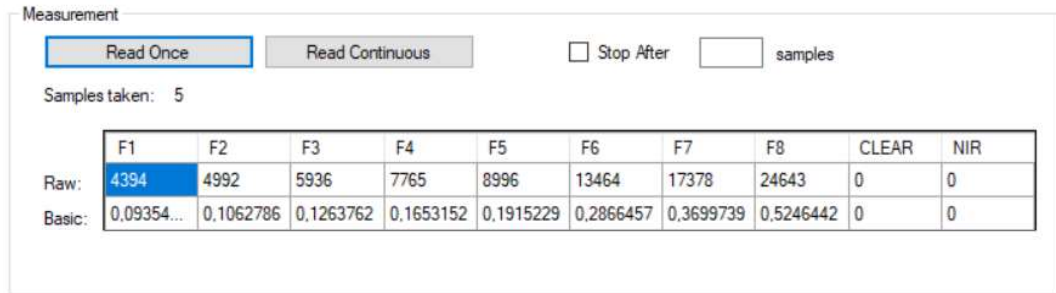 Measurement
Read Once Read Continuous Stop After samples
Samples taken: 5
F1 F2 F3 F4 F5 F6 F7 F8 CLEAR NIR
Raw: 4394 4992 5936 7765 8996 13464 17378 24643 0 0
Basic: 0,09354... 0,1062786 0,1263762 0,1653152 0,1915229 0,2866457 0,3699739 0,5246442 0 0